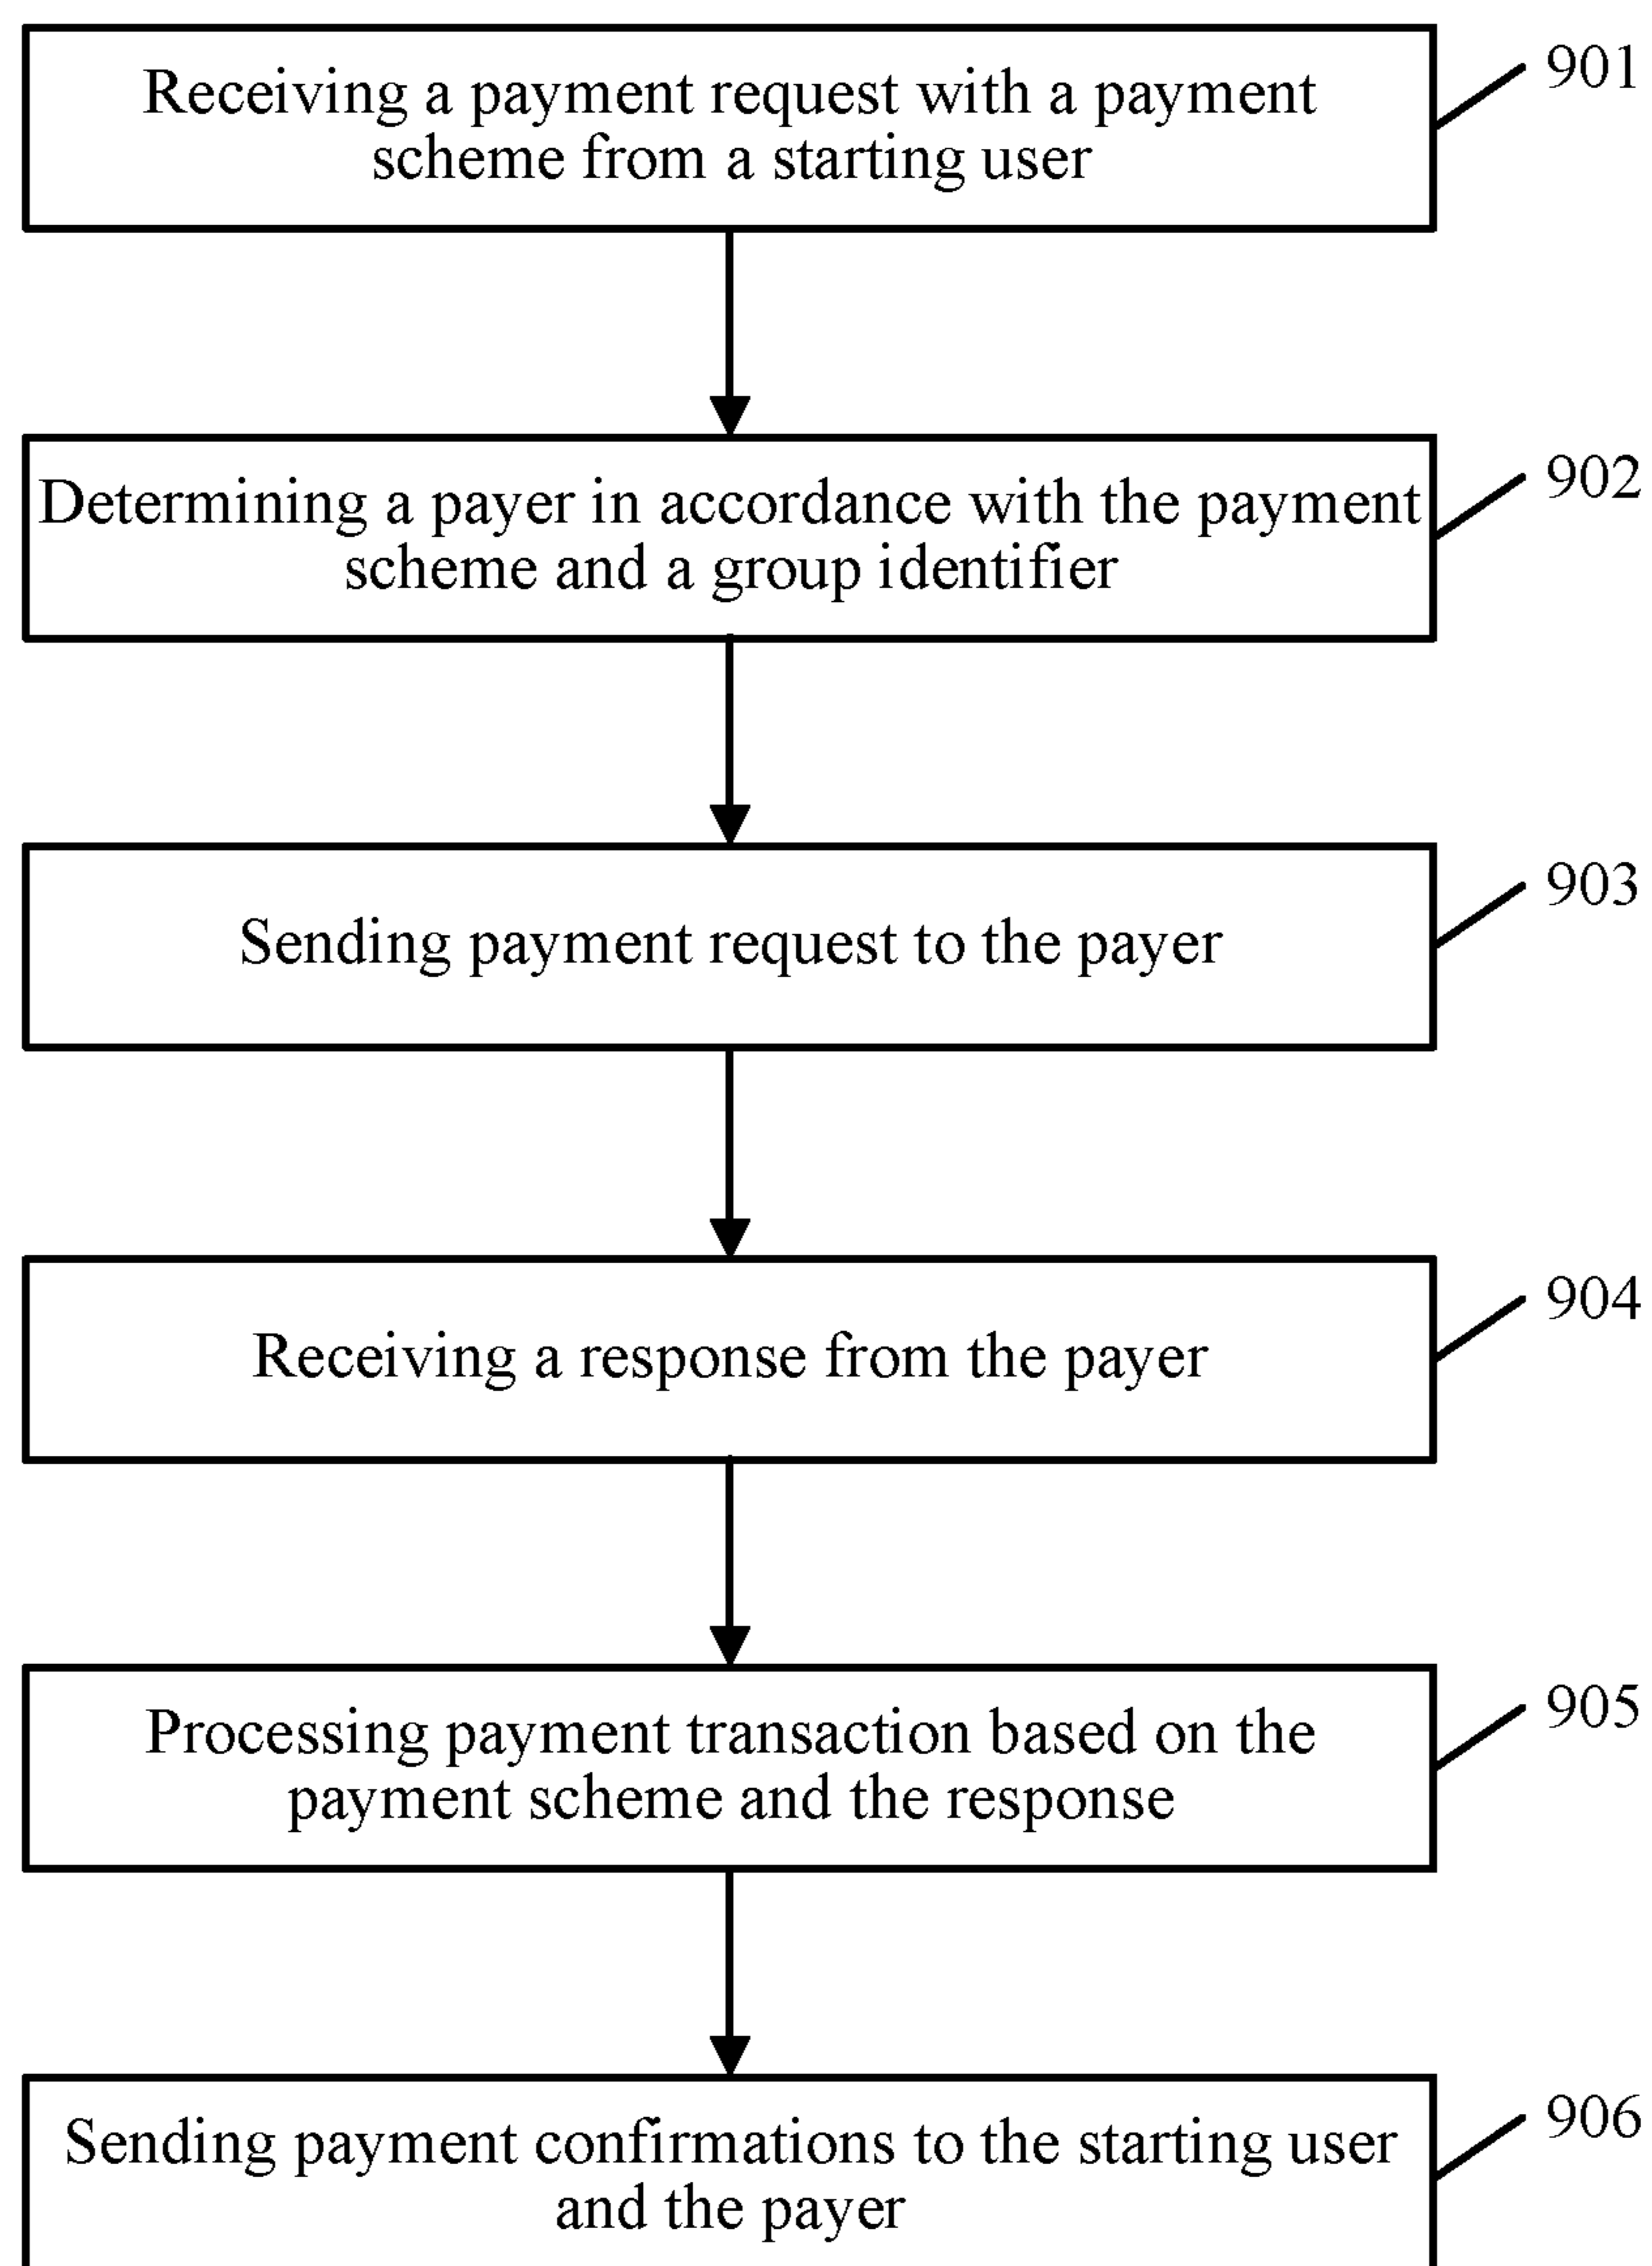 Receiving a payment request with a payment
scheme from a starting user
901
Determining a payer in accordance with the payment
scheme and a group identifier
902
Sending payment request to the payer
903
Receiving a response from the payer
904
Processing payment transaction based on the
payment scheme and the response
905
Sending payment confirmations to the starting user
and the payer
906